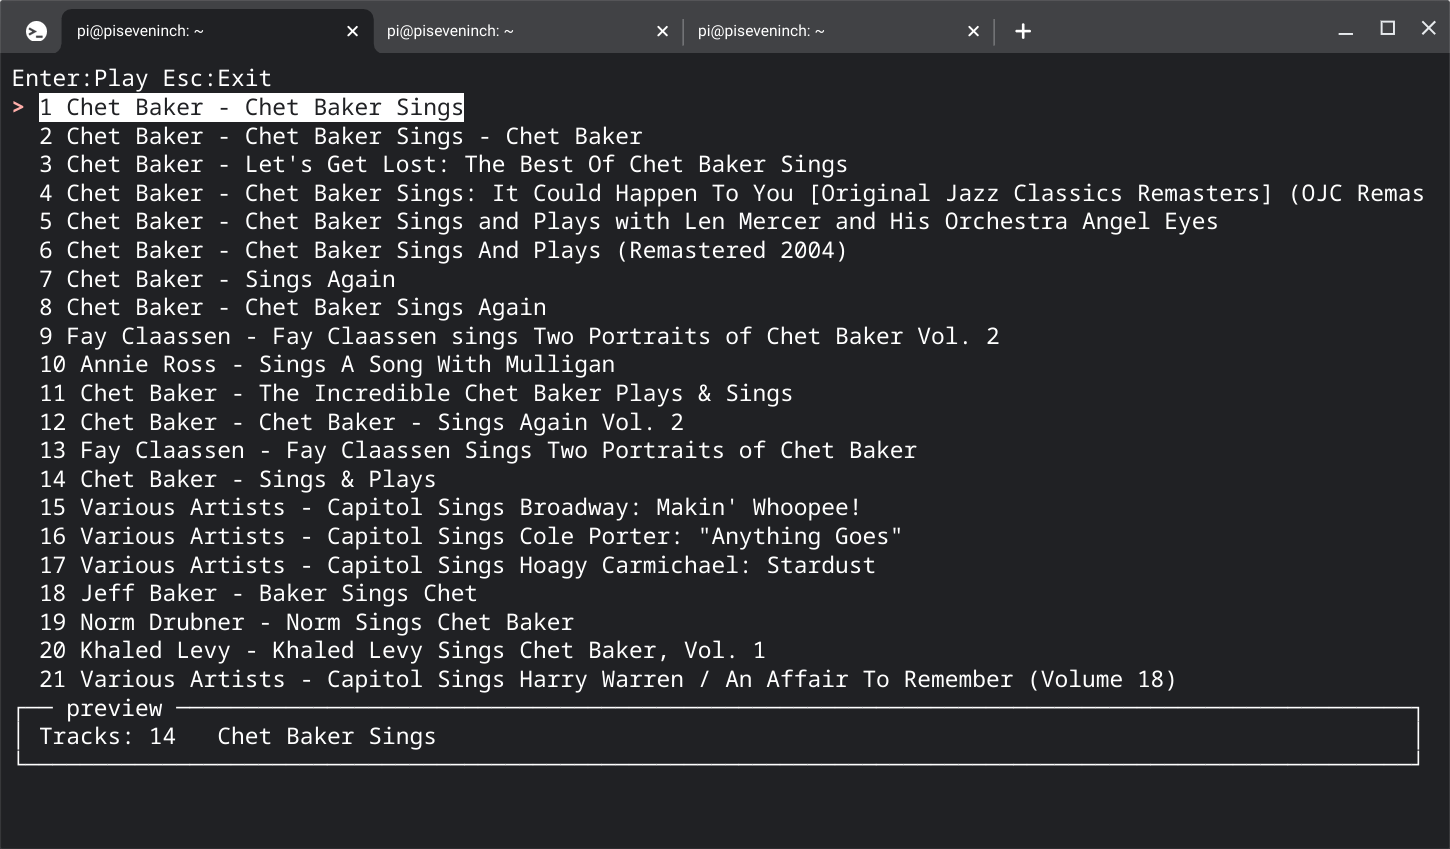 pi@piseveninch: ~ pi@piseveninch: ~ pi@piseveninch: ~
Enter:Play Esc:Exit
> 1 Chet Baker - Chet Baker Sings
2 Chet Baker - Chet Baker Sings - Chet Baker
3 Chet Baker - Let's Get Lost: The Best Of Chet Baker Sings
4 Chet Baker - Chet Baker Sings: It Could Happen To You [Original Jazz Classics Remasters] (OJC Remas
5 Chet Baker - Chet Baker Sings and Plays with Len Mercer and His Orchestra Angel Eyes
6 Chet Baker - Chet Baker Sings And Plays (Remastered 2004)
7 Chet Baker - Sings Again
8 Chet Baker - Chet Baker Sings Again
9 Fay Claassen - Fay Claassen sings Two Portraits of Chet Baker Vol. 2
10 Annie Ross - Sings A Song With Mulligan
11 Chet Baker - The Incredible Chet Baker Plays & Sings
12 Chet Baker - Chet Baker - Sings Again Vol. 2
13 Fay Claassen - Fay Claassen Sings Two Portraits of Chet Baker
14 Chet Baker - Sings & Plays
15 Various Artists - Capitol Sings Broadway: Makin' Whoopee!
16 Various Artists - Capitol Sings Cole Porter: "Anything Goes"
17 Various Artists - Capitol Sings Hoagy Carmichael: Stardust
18 Jeff Baker - Baker Sings Chet
19 Norm Drubner - Norm Sings Chet Baker
20 Khaled Levy - Khaled Levy Sings Chet Baker, Vol. 1
21 Various Artists - Capitol Sings Harry Warren / An Affair To Remember (Volume 18)
preview
Tracks: 14   Chet Baker Sings